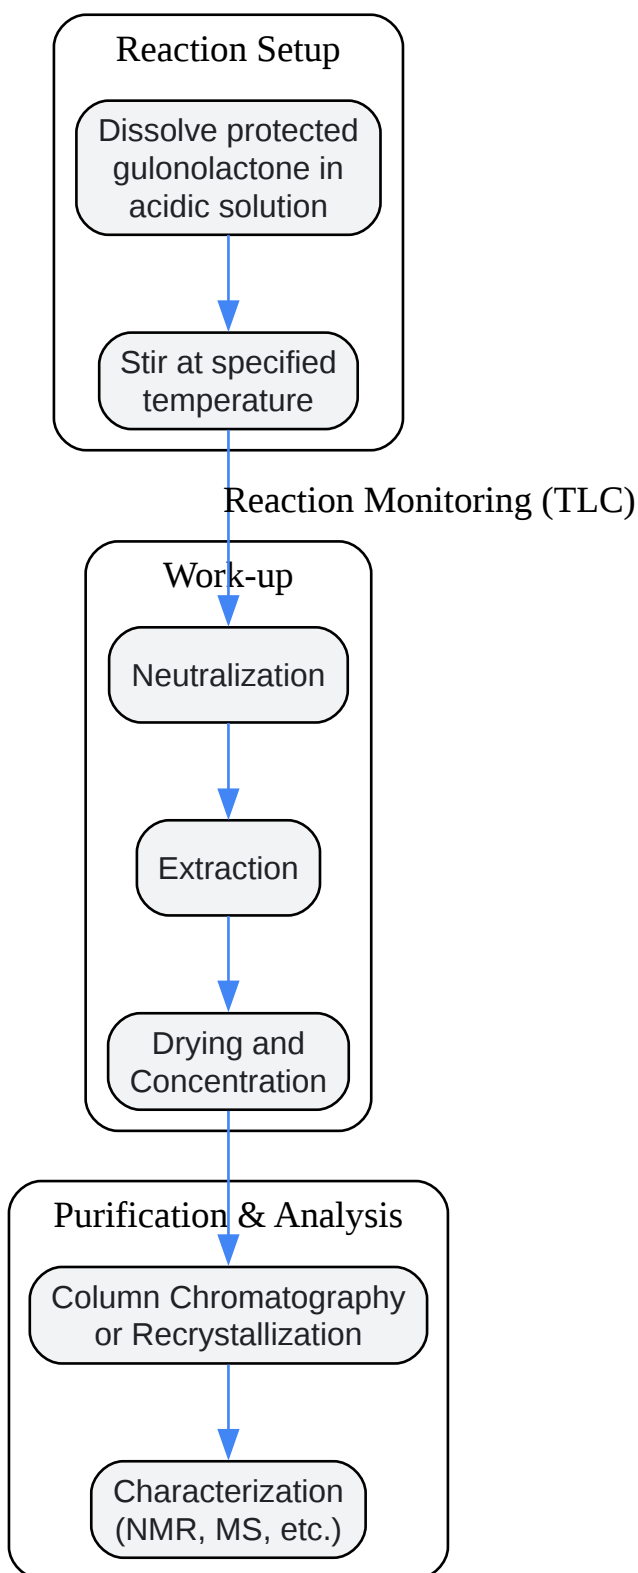 Reaction Setup
Dissolve protected
gulonolactone in
acidic solution
Stir at specified
temperature
Reaction Monitoring (TLC)
Work-up
Neutralization
Extraction
Drying and
Concentration
Purification & Analysis
Column Chromatography
or Recrystallization
Characterization
(NMR, MS, etc.)